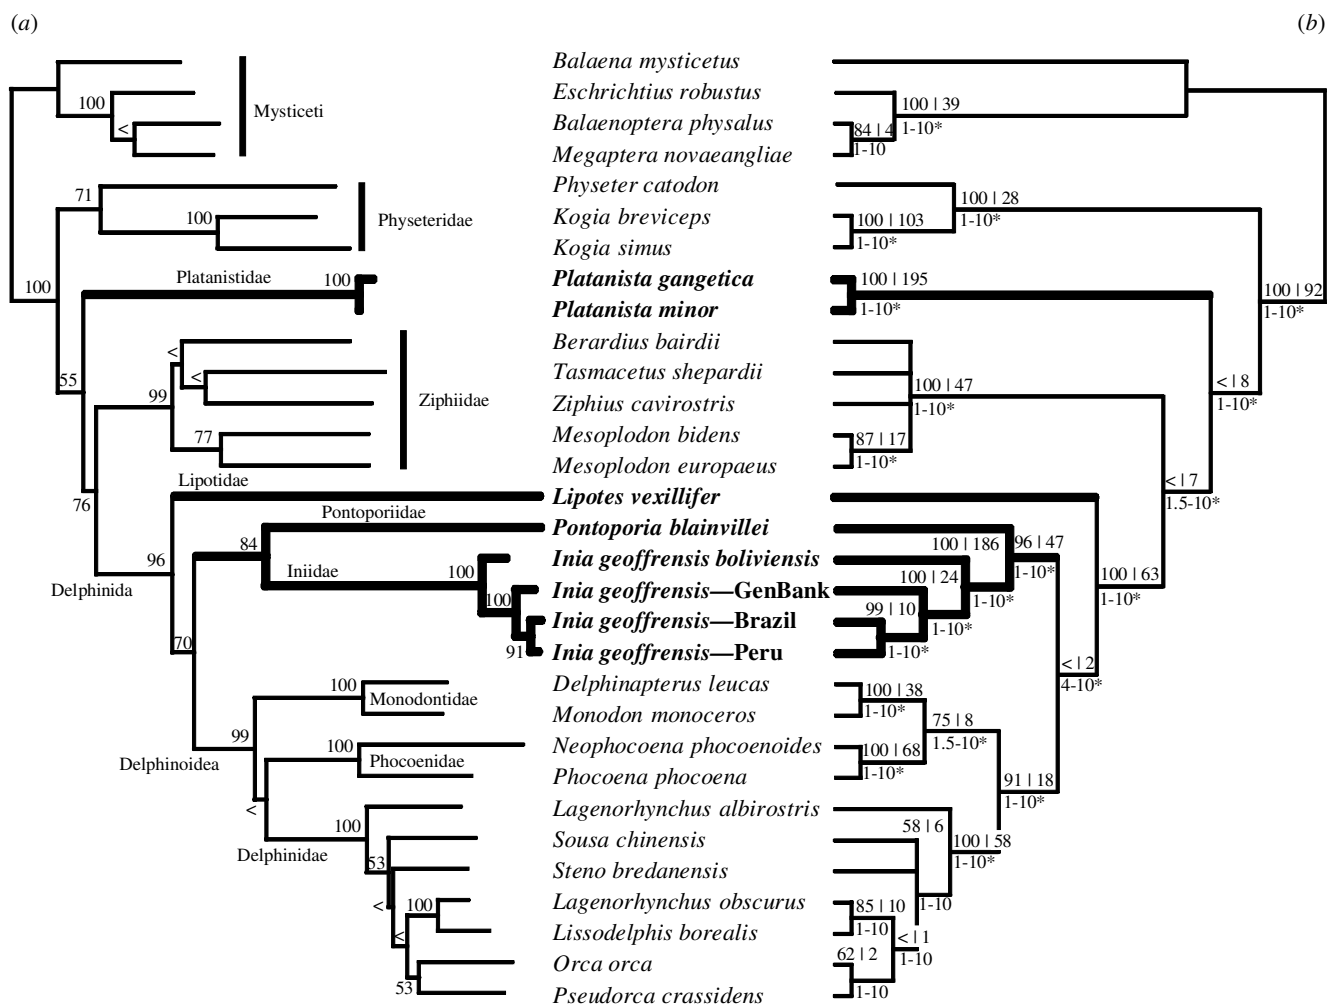 (a)
(b)
Balaena mysticetus
Eschrichtius robustus
100
100 | 39
Mysticeti
Balaenoptera physalus
<
84 | 4
1-10*
Megaptera novaeangliae
1-10
Physeter catodon
71
100 | 28
Kogia breviceps
100
Physeteridae
100 | 103
1-10*
Kogia simus
1-10*
Platanistidae
100
Platanista gangetica
100 | 195
100
100 | 92
Platanista minor
1-10*
1-10*
Berardius bairdii
<
Tasmacetus shepardii
<
55
100 | 47
< | 8
99
Ziphiidae
Ziphius cavirostris
1-10*
1-10*
Mesoplodon bidens
77
87 | 17
Mesoplodon europaeus
1-10*
Lipotidae
< | 7
Lipotes vexillifer
76
1.5-10*
Pontoporiidae
Pontoporia blainvillei
84
100 | 186
96 | 47
96
Inia geoffrensis boliviensis
Iniidae
100
100 | 24
1-10*
100 | 63
Delphinida
Inia geoffrensis—GenBank
100
99 | 10
1-10*
1-10*
Inia geoffrensis—Brazil
1-10*
70
91
Inia geoffrensis—Peru
1-10*
< | 2
Delphinapterus leucas
100
Monodontidae
100 | 38
4-10*
Monodon monoceros
1-10*
75 | 8
99
Neophocoena phocoenoides
100
Phocoenidae
100 | 68
1.5-10*
Delphinoidea
Phocoena phocoena
1-10*
91 | 18
<
Lagenorhynchus albirostris
1-10*
100
58 | 6
Sousa chinensis
100 | 58
Delphinidae
53
Steno bredanensis
1-10*
<
100
Lagenorhynchus obscurus
85 | 10
1-10
Lissodelphis borealis
<
1-10
< | 1
Orca orca
62 | 2
1-10
53
Pseudorca crassidens
1-10